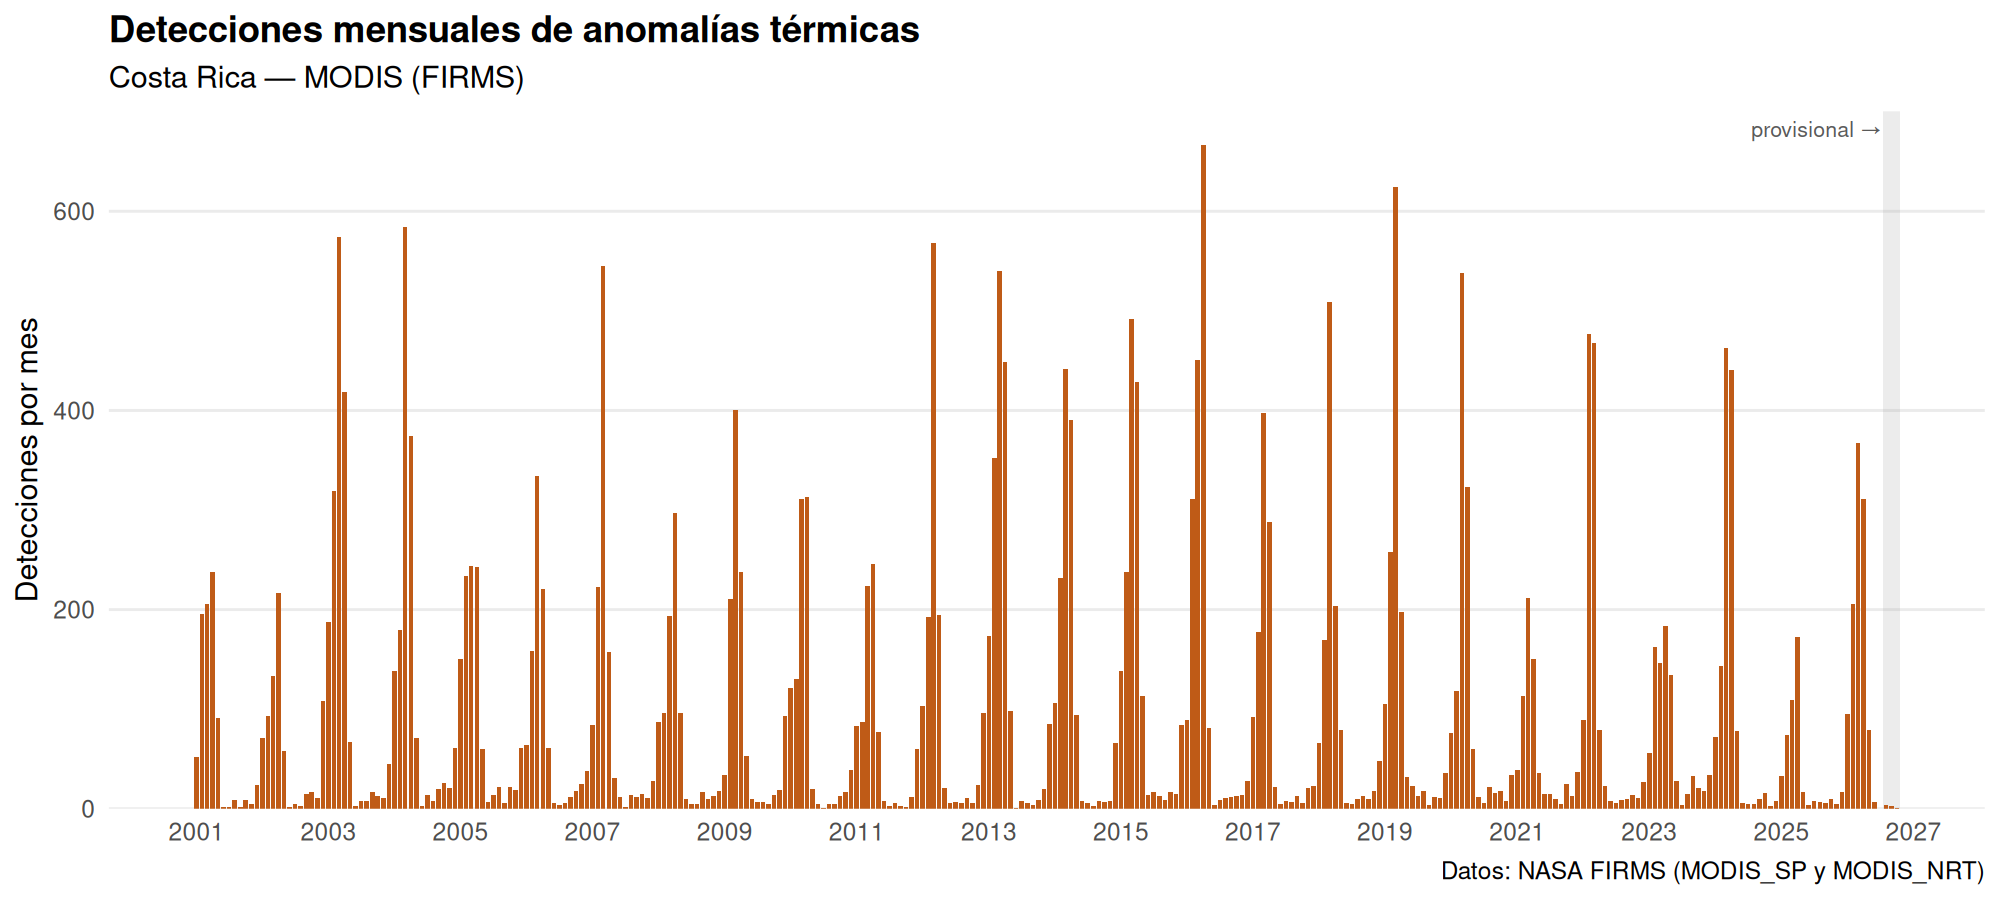 Detecciones mensuales de anomalías térmicas
Costa Rica — MODIS (FIRMS)
provisional →
Detecciones por mes
600
400
200
0
2001 2003 2005 2007 2009 2011 2013 2015 2017 2019 2021 2023 2025 2027
Datos: NASA FIRMS (MODIS_SP y MODIS_NRT)